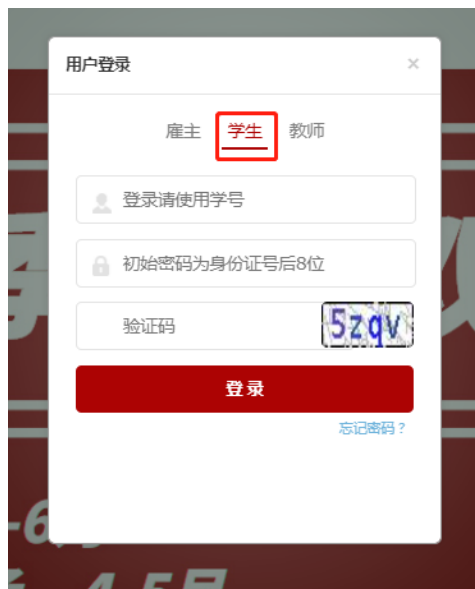 用户登录 ×
雇主 学生 教师
登录请使用学号
初始密码为身份证号后8位
验证码 5zqv
登录
忘记密码？